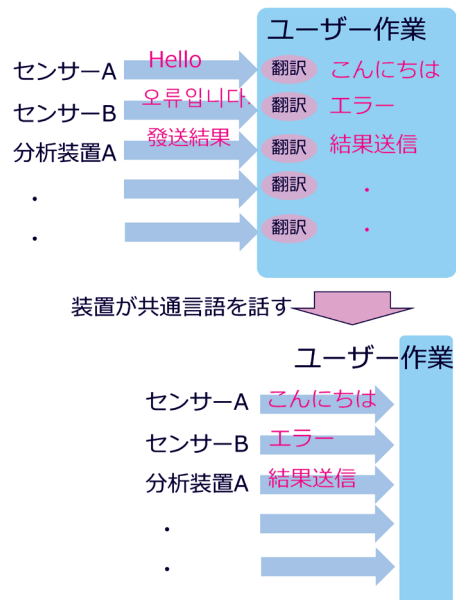 ユーザー作業
センサーA Hello 翻訳 こんにちは
センサーB 오류입니다. 翻訳 エラー
分析装置A 發送結果 翻訳 結果送信
・ 翻訳 ・
・ 翻訳 ・
装置が共通言語を話す
ユーザー作業
センサーA こんにちは
センサーB エラー
分析装置A 結果送信
・
・